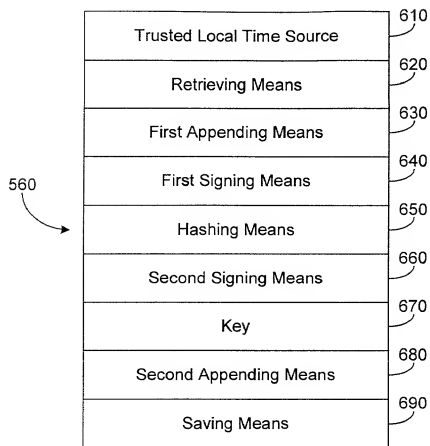 610
Trusted Local Time Source
620
Retrieving Means
630
First Appending Means
640
First Signing Means
560
650
Hashing Means
660
Second Signing Means
670
Key
680
Second Appending Means
690
Saving Means